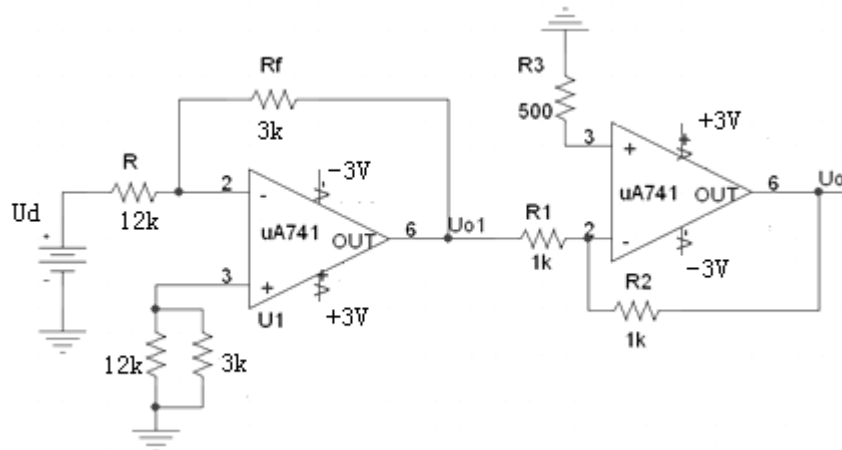 Rf
3k
R
12k
Ud
+
-
2
-
-3V
uA741
OUT
6
Uo1
3
+
+3V
U1
12k
3k
R3
500
3
+
+3V
uA741
OUT
6
Uo
R1
1k
2
-
-3V
R2
1k